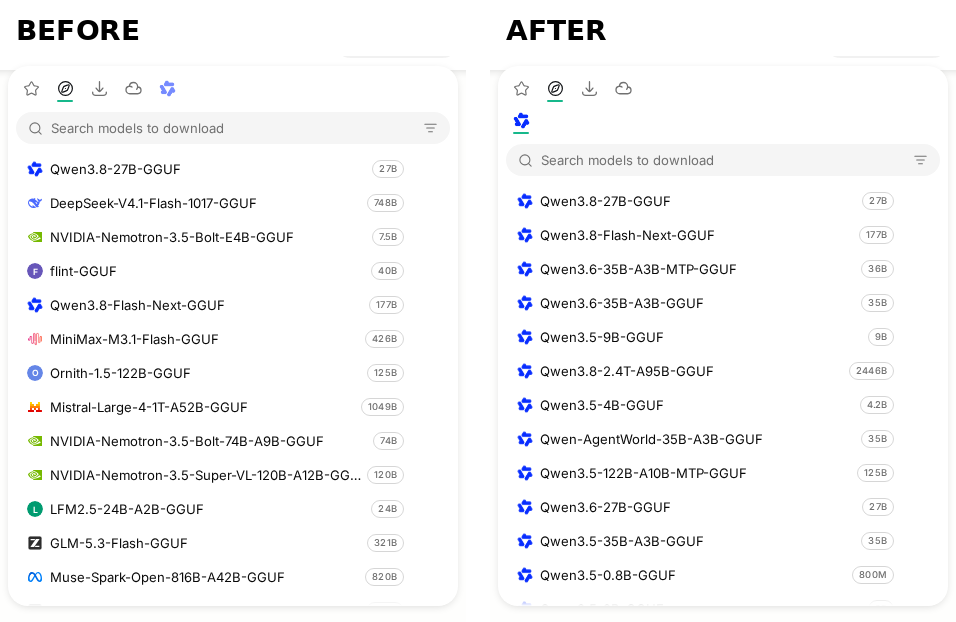 BEFORE
Search models to download
Qwen3.8-27B-GGUF 27B
DeepSeek-V4.1-Flash-1017-GGUF 748B
NVIDIA-Nemotron-3.5-Bolt-E4B-GGUF 7.5B
F flint-GGUF 40B
Qwen3.8-Flash-Next-GGUF 177B
MiniMax-M3.1-Flash-GGUF 426B
O Ornith-1.5-122B-GGUF 125B
Mistral-Large-4-1T-A52B-GGUF 1049B
NVIDIA-Nemotron-3.5-Bolt-74B-A9B-GGUF 74B
NVIDIA-Nemotron-3.5-Super-VL-120B-A12B-GG... 120B
L LFM2.5-24B-A2B-GGUF 24B
GLM-5.3-Flash-GGUF 321B
Muse-Spark-Open-816B-A42B-GGUF 820B
AFTER
Search models to download
Qwen3.8-27B-GGUF 27B
Qwen3.8-Flash-Next-GGUF 177B
Qwen3.6-35B-A3B-MTP-GGUF 36B
Qwen3.6-35B-A3B-GGUF 35B
Qwen3.5-9B-GGUF 9B
Qwen3.8-2.4T-A95B-GGUF 2446B
Qwen3.5-4B-GGUF 4.2B
Qwen-AgentWorld-35B-A3B-GGUF 35B
Qwen3.5-122B-A10B-MTP-GGUF 125B
Qwen3.6-27B-GGUF 27B
Qwen3.5-35B-A3B-GGUF 35B
Qwen3.5-0.8B-GGUF 800M